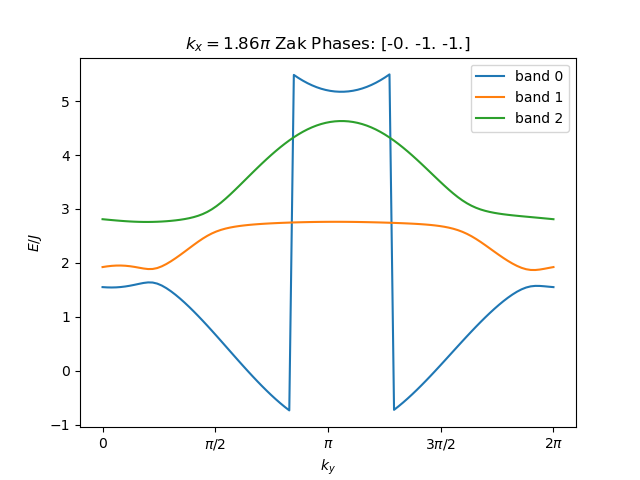 $k_x = 1.86\pi$ Zak Phases: [-0. -1. -1.]
band 0
band 1
band 2
E/J
5
4
3
2
1
0
−1
0
π/2
π
3π/2
2π
$k_y$